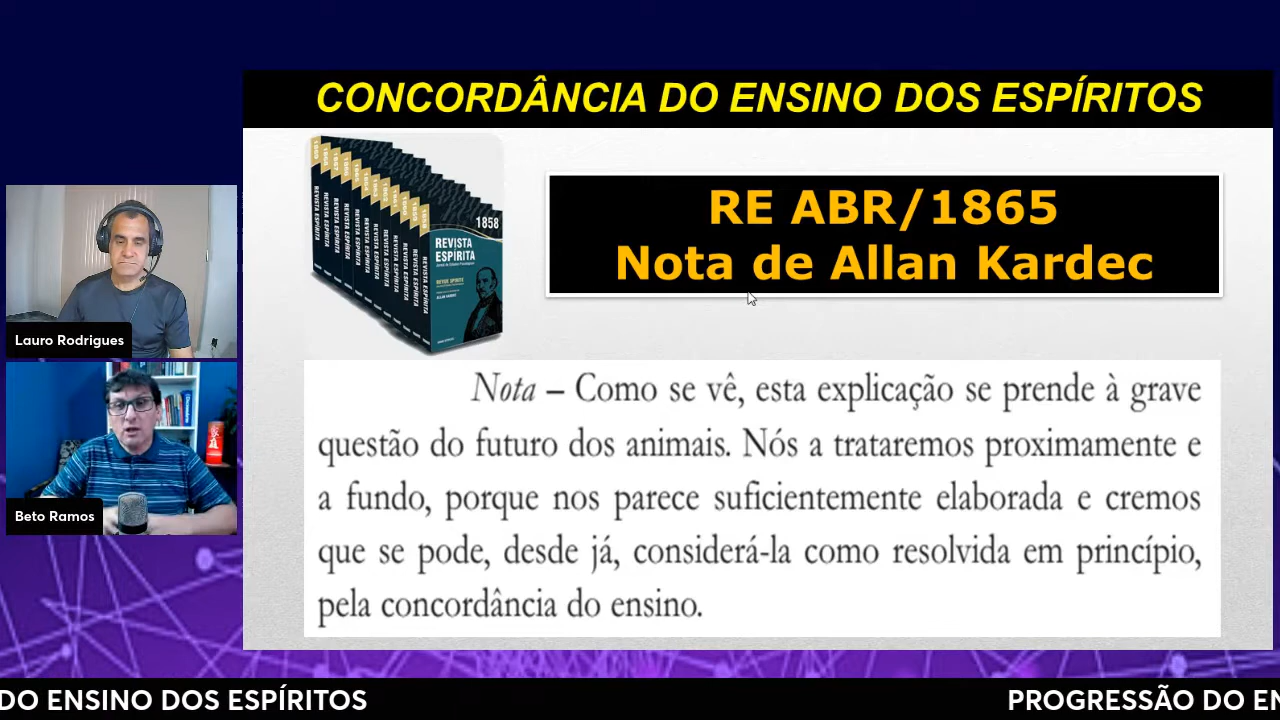 CONCORDÂNCIA DO ENSINO DOS ESPÍRITOS
1858
REVISTA
ESPÍRITA
REVISTA ESPÍRITA
RE ABR/1865
Nota de Allan Kardec
Nota – Como se vê, esta explicação se prende à grave
questão do futuro dos animais. Nós a trataremos proximamente e
a fundo, porque nos parece suficientemente elaborada e cremos
que se pode, desde já, considerá-la como resolvida em princípio,
pela concordância do ensino.
Lauro Rodrigues
Beto Ramos
DO ENSINO DOS ESPÍRITOS
PROGRESSÃO DO EN